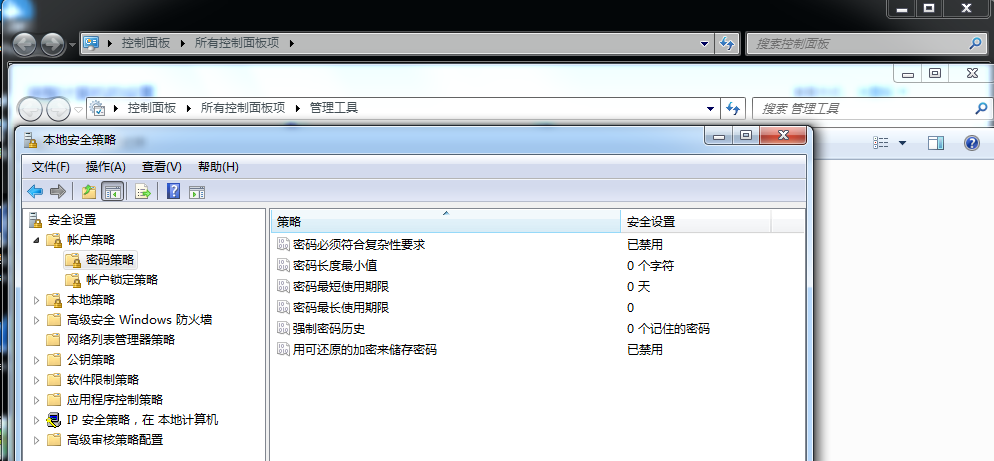 控制面板 所有控制面板项
搜索控制面板
控制面板 所有控制面板项 管理工具
搜索 管理工具
本地安全策略
文件(F) 操作(A) 查看(V) 帮助(H)
安全设置
帐户策略
密码策略
帐户锁定策略
本地策略
高级安全 Windows 防火墙
网络列表管理器策略
公钥策略
软件限制策略
应用程序控制策略
IP 安全策略，在 本地计算机
高级审核策略配置
策略 安全设置
密码必须符合复杂性要求 已禁用
密码长度最小值 0 个字符
密码最短使用期限 0 天
密码最长使用期限 0
强制密码历史 0 个记住的密码
用可还原的加密来储存密码 已禁用